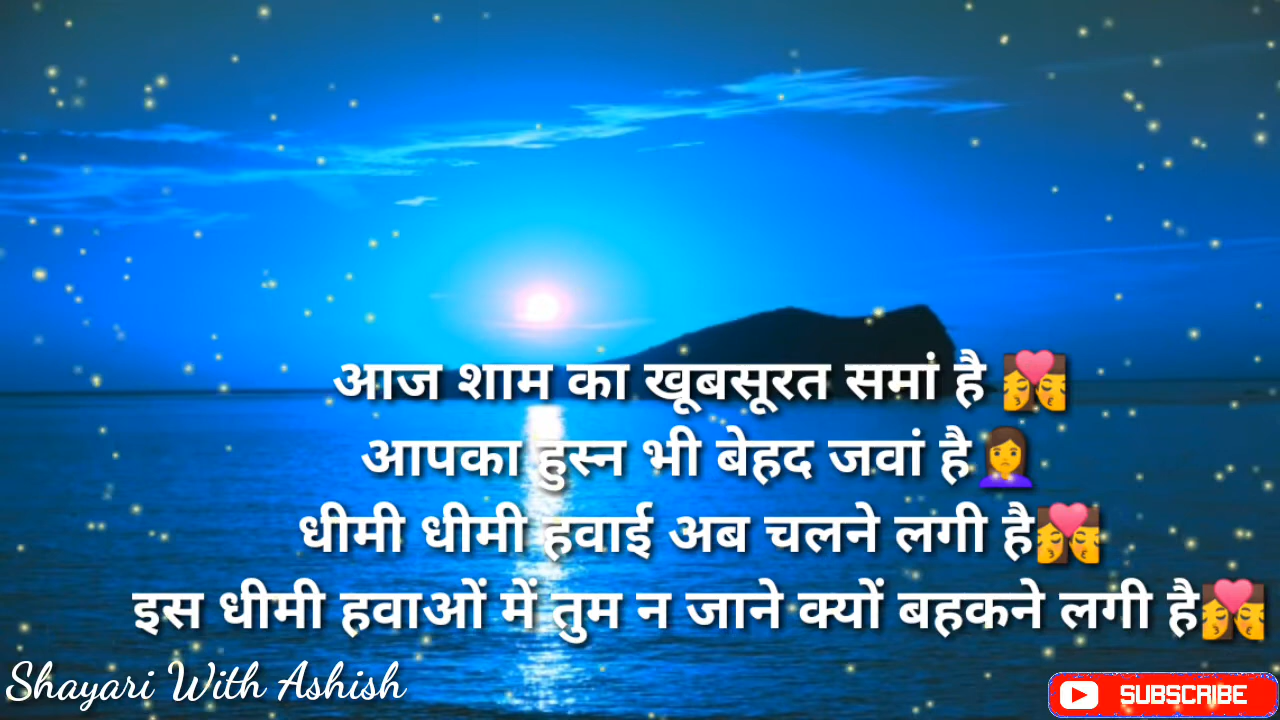 आज शाम का खूबसूरत समां है 💏
आपका हुस्न भी बेहद जवां है🙎‍♀️
धीमी धीमी हवाई अब चलने लगी है💏
इस धीमी हवाओं में तुम न जाने क्यों बहकने लगी है💏
Shayari With Ashish
SUBSCRIBE